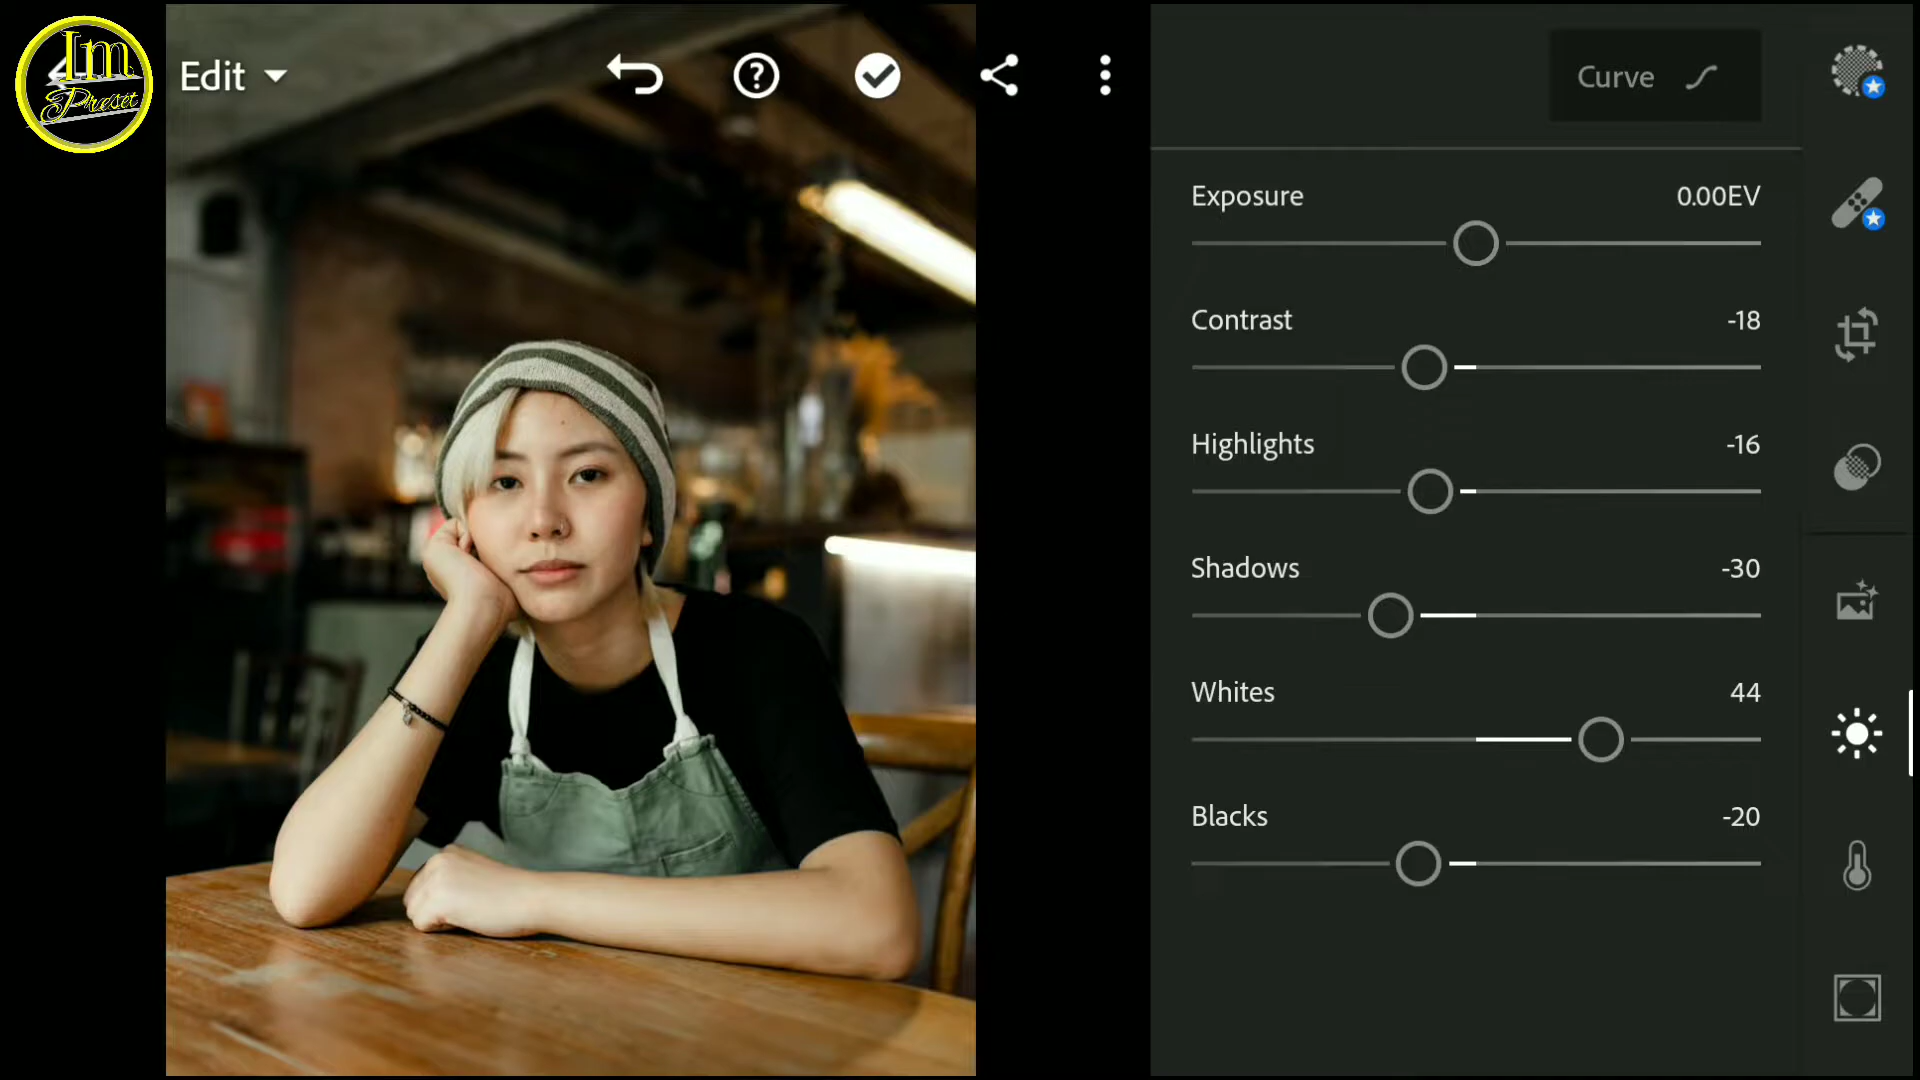 Im
Preset
Edit
Curve
Exposure 0.00EV
Contrast -18
Highlights -16
Shadows -30
Whites 44
Blacks -20